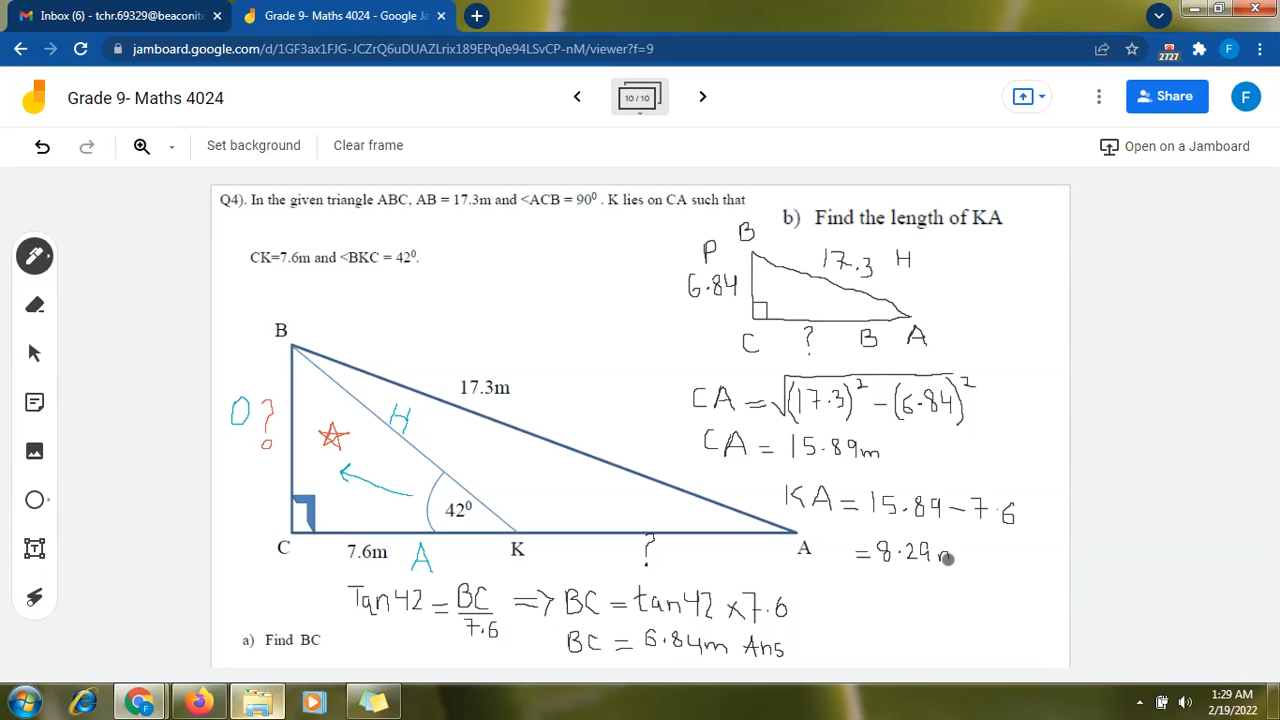 Inbox (6) - tchr.69329@beaconite
Grade 9- Maths 4024 - Google Ja
jamboard.google.com/d/1GF3ax1FJG-JCZrQ6uDUAZLrix189EPq0e94LSvCP-nM/viewer?f=9
2727
F
Grade 9- Maths 4024
10 / 10
Share
F
Set background
Clear frame
Open on a Jamboard
Q4). In the given triangle ABC, AB = 17.3m and <ACB = 90⁰ . K lies on CA such that
CK=7.6m and <BKC = 42⁰.
b) Find the length of KA
B
P
17.3 H
6.84
C ? B A
CA = √(17.3)² - (6.84)²
CA = 15.89m
KA = 15.89 - 7.6
= 8.29m
B
17.3m
O ?
H
42⁰
C
7.6m
A
K
?
A
Tan42 = BC/7.6 => BC = tan42 × 7.6
BC = 6.84m Ans
a) Find BC
1:29 AM
2/19/2022